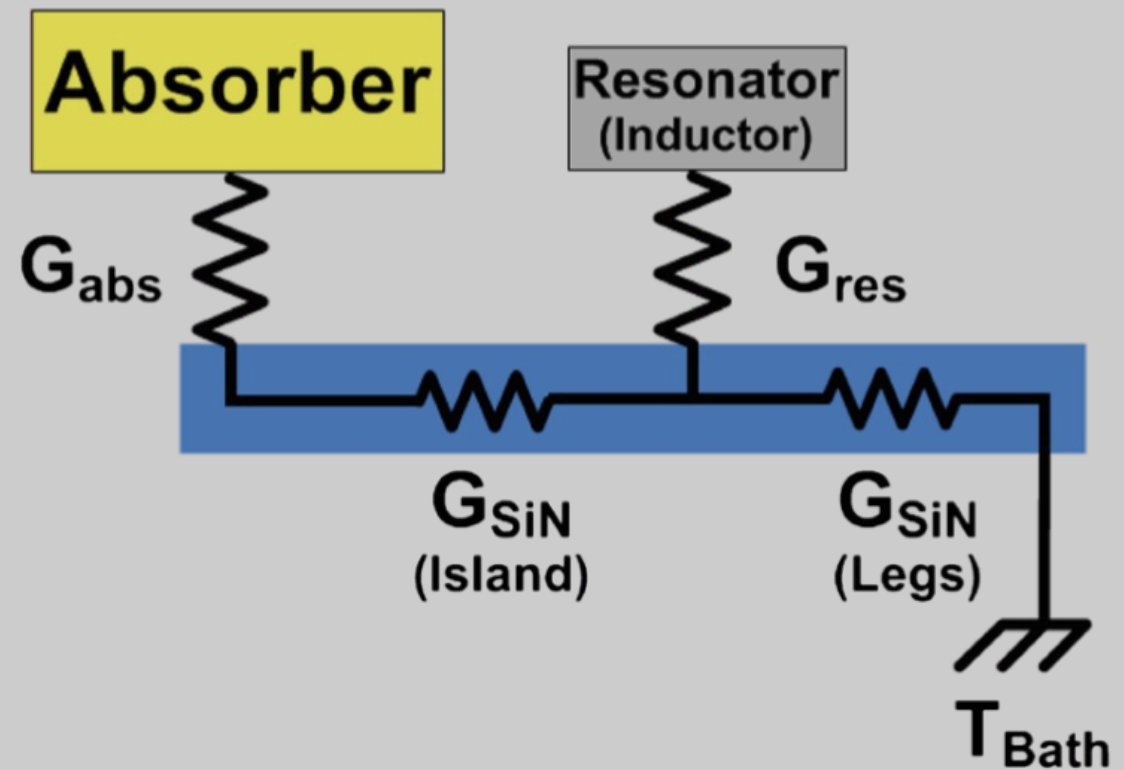 Absorber
Resonator
(Inductor)
Gabs
Gres
GSiN
(Island)
GSiN
(Legs)
TBath